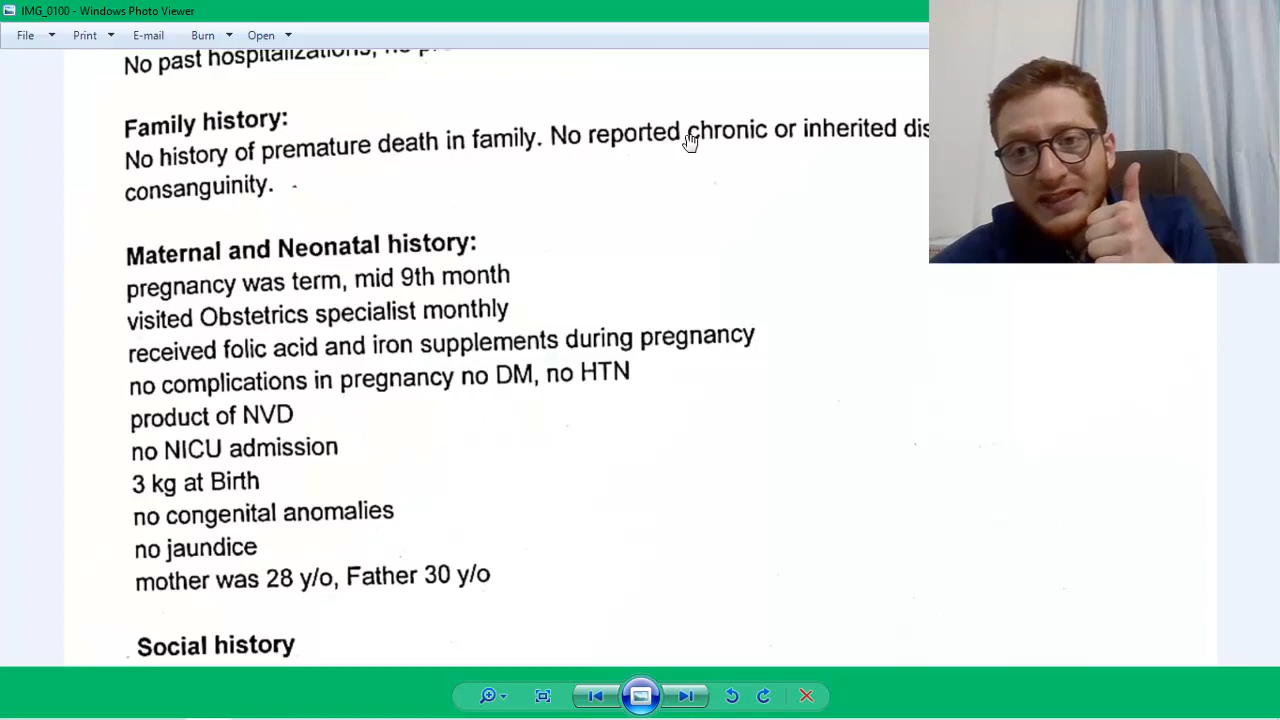 IMG_0100 - Windows Photo Viewer
File Print E-mail Burn Open
No past hospitalizations, no
Family history:
No history of premature death in family. No reported chronic or inherited dis
consanguinity.
Maternal and Neonatal history:
pregnancy was term, mid 9th month
visited Obstetrics specialist monthly
received folic acid and iron supplements during pregnancy
no complications in pregnancy no DM, no HTN
product of NVD
no NICU admission
3 kg at Birth
no congenital anomalies
no jaundice
mother was 28 y/o, Father 30 y/o
Social history